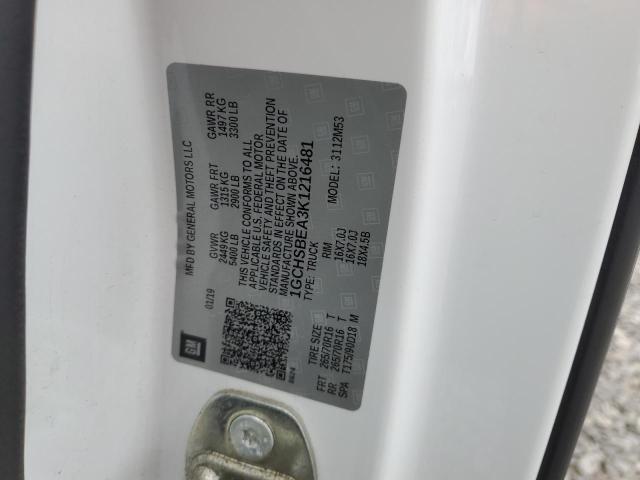 MFD BY GENERAL MOTORS LLC
01/19
GM
GVWR
2449 KG
5400 LB
GAWR FRT
1315 KG
2900 LB
GAWR RR
1497 KG
3300 LB
THIS VEHICLE CONFORMS TO ALL
APPLICABLE U.S. FEDERAL MOTOR
VEHICLE SAFETY AND THEFT PREVENTION
STANDARDS IN EFFECT ON THE DATE OF
MANUFACTURE SHOWN ABOVE.
1GCHSBEA3K1216481
TYPE: TRUCK
MODEL: 3112M53
TIRE SIZE RIM
FRT 265/70R16 T 16X7.0J
RR 265/70R16 T 16X7.0J
SPA T175/90D18 M 18X4.5B